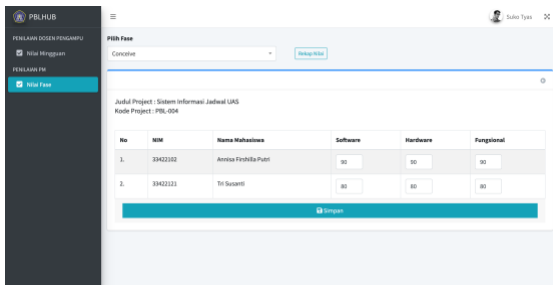 PBLHUB
Suko Tyas
PENILAIAN DOSEN PENGAMPU
Nilai Mingguan
PENILAIAN PM
Nilai Fase
Pilih Fase
Conceive
Rekap Nilai
Judul Project : Sistem Informasi Jadwal UAS
Kode Project : PBL-004
No NIM Nama Mahasiswa Software Hardware Fungsional
1. 33422102 Annisa Firshilla Putri 90 90 90
2. 33422121 Tri Susanti 80 80 80
Simpan